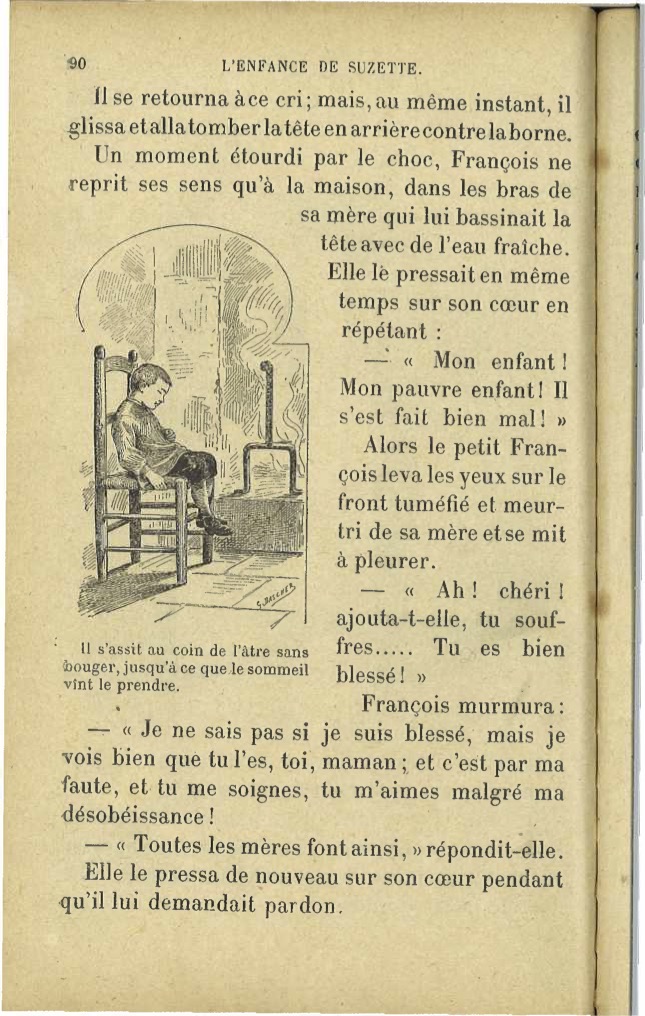 90
L'ENFANCE DE SUZETTE.
Il se retourna à ce cri ; mais, au même instant, il
glissa et alla tomber la tête en arrière contre la borne.
Un moment étourdi par le choc, François ne
reprit ses sens qu'à la maison, dans les bras de
sa mère qui lui bassinait la
tête avec de l'eau fraîche.
Elle le pressait en même
temps sur son cœur en
répétant :
— « Mon enfant !
Mon pauvre enfant ! Il
s'est fait bien mal ! »
Alors le petit Fran-
çois leva les yeux sur le
front tuméfié et meur-
tri de sa mère et se mit
à pleurer.
— « Ah ! chéri !
ajouta-t-elle, tu souf-
fres..... Tu es bien
blessé ! »
François murmura :
G. DASCHER
Il s'assit au coin de l'âtre sans
bouger, jusqu'à ce que le sommeil
vînt le prendre.
— « Je ne sais pas si je suis blessé, mais je
vois bien que tu l'es, toi, maman ; et c'est par ma
faute, et tu me soignes, tu m'aimes malgré ma
désobéissance !
— « Toutes les mères font ainsi, » répondit-elle.
Elle le pressa de nouveau sur son cœur pendant
qu'il lui demandait pardon.